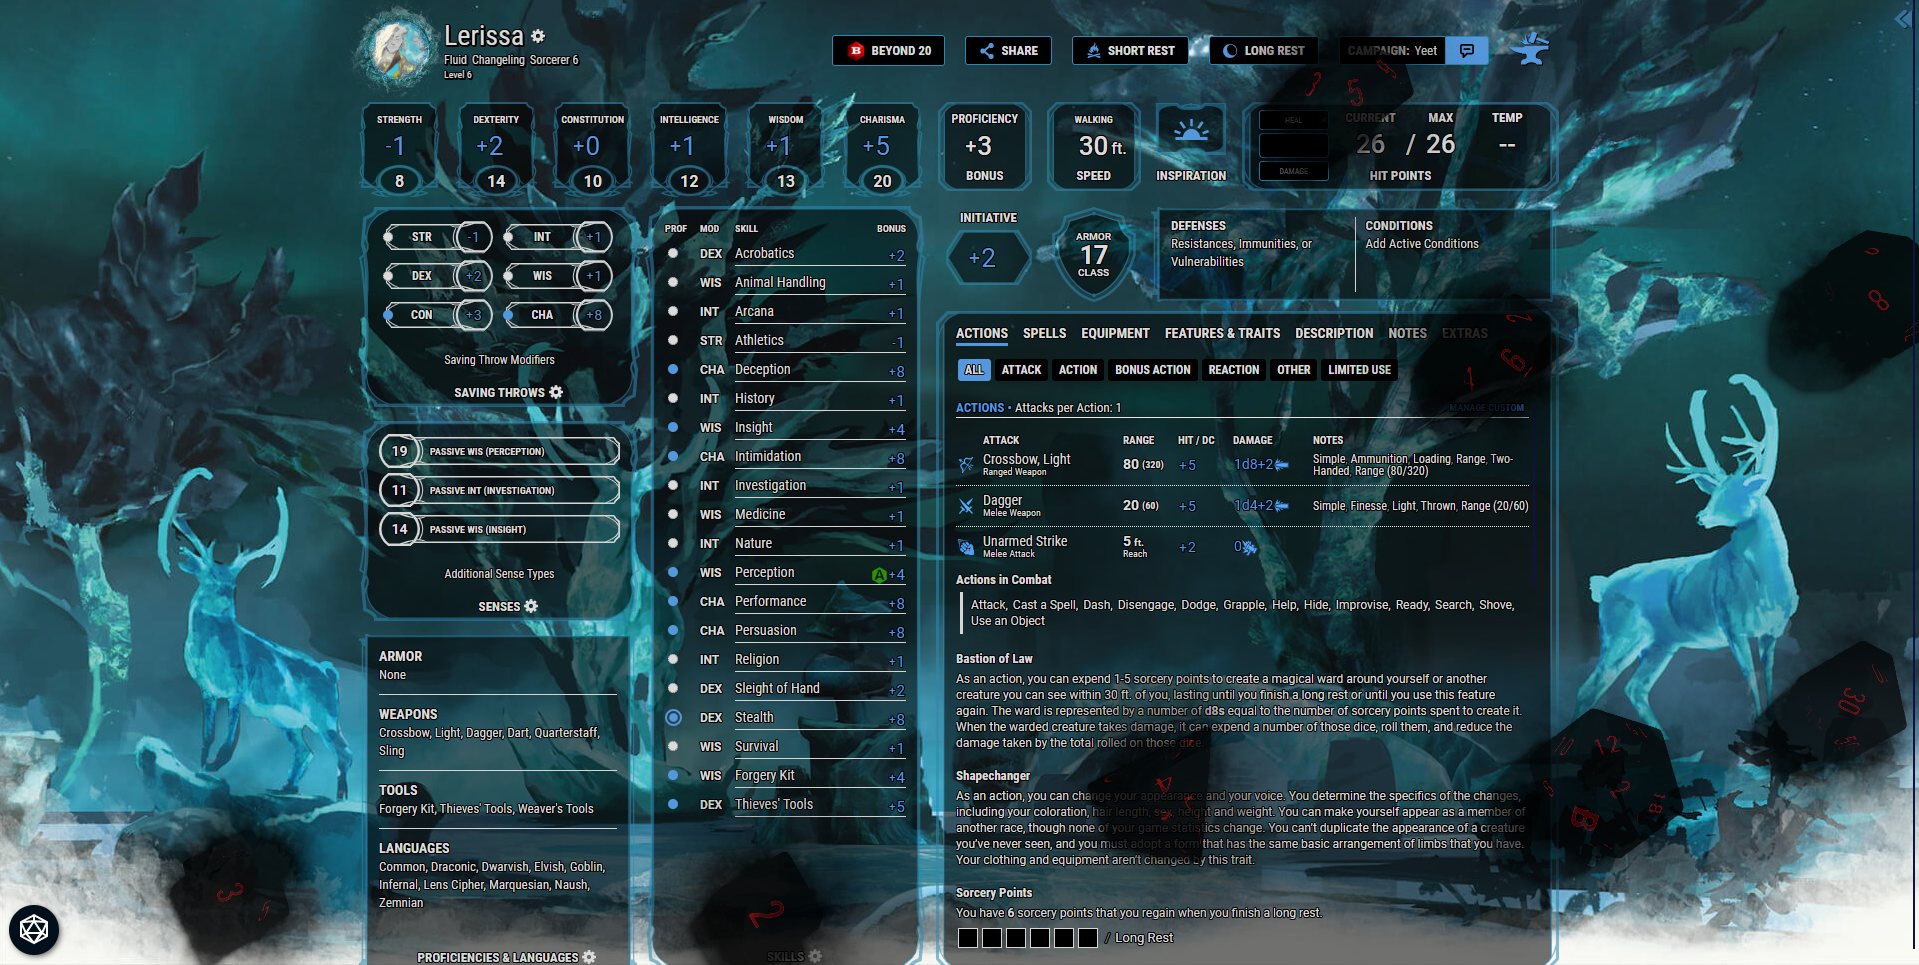 Lerissa
Fluid Changeling Sorcerer 6
Level 6
BEYOND 20
SHARE
SHORT REST
LONG REST
CAMPAIGN: Yeet
STRENGTH
-1
8
DEXTERITY
+2
14
CONSTITUTION
+0
10
INTELLIGENCE
+1
12
WISDOM
+1
13
CHARISMA
+5
20
PROFICIENCY
+3
BONUS
WALKING
30 ft.
SPEED
INSPIRATION
HEAL
DAMAGE
CURRENT MAX TEMP
26 / 26 --
HIT POINTS
STR -1
INT +1
DEX +2
WIS +1
CON +3
CHA +8
Saving Throw Modifiers
SAVING THROWS
19 PASSIVE WIS (PERCEPTION)
11 PASSIVE INT (INVESTIGATION)
14 PASSIVE WIS (INSIGHT)
Additional Sense Types
SENSES
ARMOR
None
WEAPONS
Crossbow, Light, Dagger, Dart, Quarterstaff,
Sling
TOOLS
Forgery Kit, Thieves' Tools, Weaver's Tools
LANGUAGES
Common, Draconic, Dwarvish, Elvish, Goblin,
Infernal, Lens Cipher, Marquesian, Naush,
Zemnian
PROFICIENCIES & LANGUAGES
PROF MOD SKILL BONUS
DEX Acrobatics +2
WIS Animal Handling +1
INT Arcana +1
STR Athletics -1
CHA Deception +8
INT History +1
WIS Insight +4
CHA Intimidation +8
INT Investigation +1
WIS Medicine +1
INT Nature +1
WIS Perception A +4
CHA Performance +8
CHA Persuasion +8
INT Religion +1
DEX Sleight of Hand +2
DEX Stealth +8
WIS Survival +1
WIS Forgery Kit +4
DEX Thieves' Tools +5
SKILLS
INITIATIVE
+2
ARMOR
17
CLASS
DEFENSES
Resistances, Immunities, or
Vulnerabilities
CONDITIONS
Add Active Conditions
ACTIONS SPELLS EQUIPMENT FEATURES & TRAITS DESCRIPTION NOTES EXTRAS
ALL ATTACK ACTION BONUS ACTION REACTION OTHER LIMITED USE
ACTIONS • Attacks per Action: 1
MANAGE CUSTOM
ATTACK RANGE HIT / DC DAMAGE NOTES
Crossbow, Light
Ranged Weapon
80 (320) +5 1d8+2
Simple, Ammunition, Loading, Range, Two-
Handed, Range (80/320)
Dagger
Melee Weapon
20 (60) +5 1d4+2
Simple, Finesse, Light, Thrown, Range (20/60)
Unarmed Strike
Melee Attack
5 ft.
Reach
+2 0
Actions in Combat
Attack, Cast a Spell, Dash, Disengage, Dodge, Grapple, Help, Hide, Improvise, Ready, Search, Shove,
Use an Object
Bastion of Law
As an action, you can expend 1-5 sorcery points to create a magical ward around yourself or another
creature you can see within 30 ft. of you, lasting until you finish a long rest or until you use this feature
again. The ward is represented by a number of d8s equal to the number of sorcery points spent to create it.
When the warded creature takes damage, it can expend a number of those dice, roll them, and reduce the
damage taken by the total rolled on those dice.
Shapechanger
As an action, you can change your appearance and your voice. You determine the specifics of the changes,
including your coloration, hair length, sex, height and weight. You can make yourself appear as a member of
another race, though none of your game statistics change. You can't duplicate the appearance of a creature
you've never seen, and you must adopt a form that has the same basic arrangement of limbs that you have.
Your clothing and equipment aren't changed by this trait.
Sorcery Points
You have 6 sorcery points that you regain when you finish a long rest.
/ Long Rest